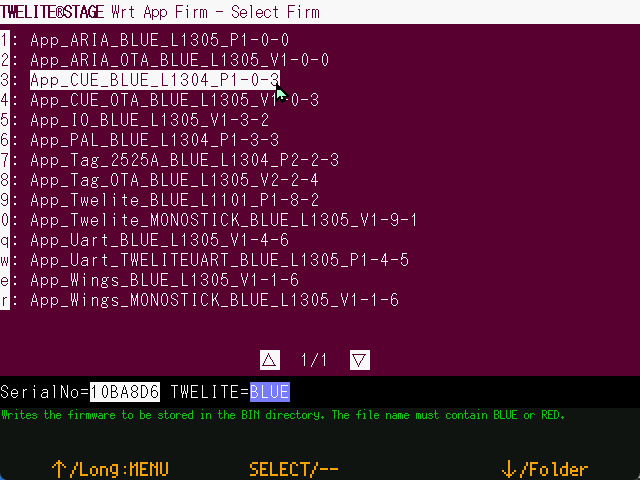 TWELITE®STAGE Wrt App Firm - Select Firm
1: App_ARIA_BLUE_L1305_P1-0-0
2: App_ARIA_OTA_BLUE_L1305_V1-0-0
3: App_CUE_BLUE_L1304_P1-0-3
4: App_CUE_OTA_BLUE_L1305_V1-0-3
5: App_IO_BLUE_L1305_V1-3-2
6: App_PAL_BLUE_L1304_P1-3-3
7: App_Tag_2525A_BLUE_L1304_P2-2-3
8: App_Tag_OTA_BLUE_L1305_V2-2-4
9: App_Twelite_BLUE_L1101_P1-8-2
0: App_Twelite_MONOSTICK_BLUE_L1305_V1-9-1
q: App_Uart_BLUE_L1305_V1-4-6
w: App_Uart_TWELITEUART_BLUE_L1305_P1-4-5
e: App_Wings_BLUE_L1305_V1-1-6
r: App_Wings_MONOSTICK_BLUE_L1305_V1-1-6
△ 1/1 ▽
SerialNo=10BA8D6 TWELITE=BLUE
Writes the firmware to be stored in the BIN directory. The file name must contain BLUE or RED.
↑/Long:MENU SELECT/-- ↓/Folder